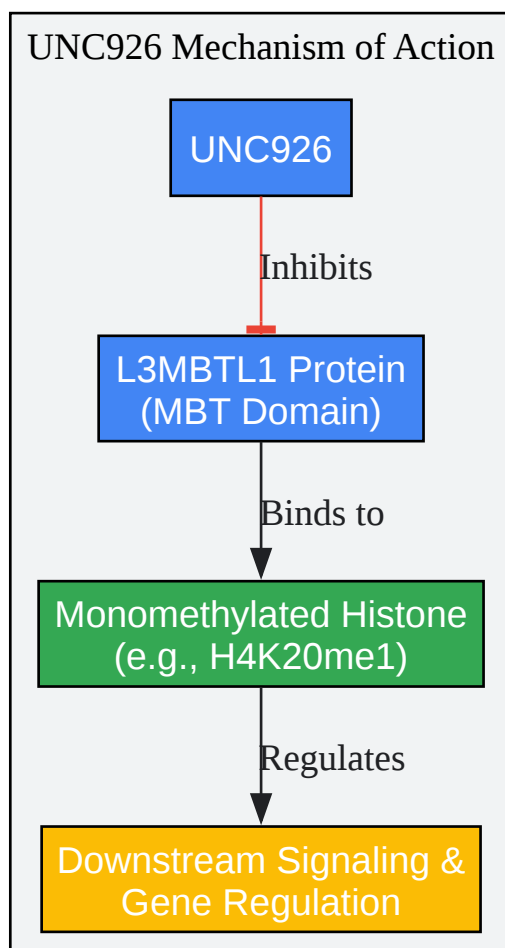 UNC926 Mechanism of Action
UNC926
Inhibits
L3MBTL1 Protein
(MBT Domain)
Binds to
Monomethylated Histone
(e.g., H4K20me1)
Regulates
Downstream Signaling &
Gene Regulation